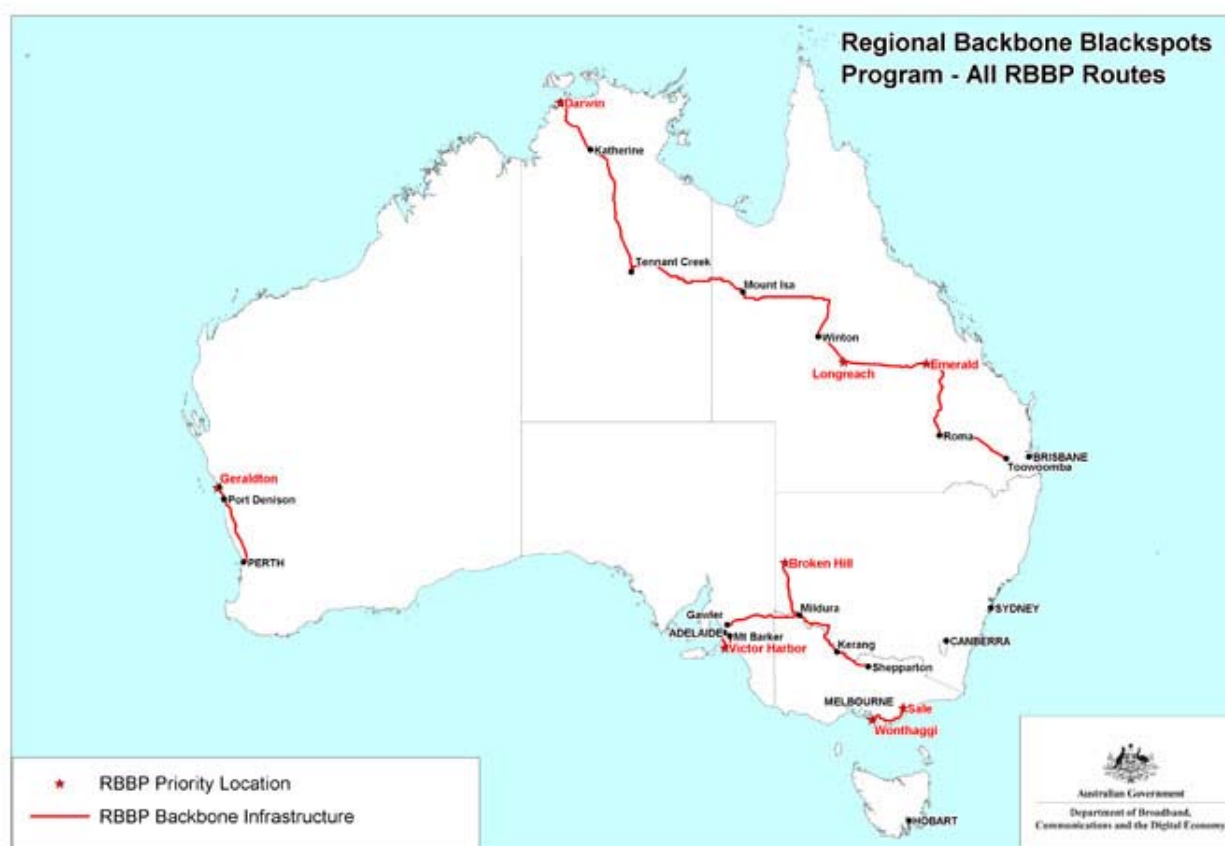 Regional Backbone Blackspots
Program - All RBBP Routes
Darwin
Katherine
Tennant Creek
Mount Isa
Winton
Longreach
Emerald
Roma
BRISBANE
Toowoomba
Geraldton
Port Denison
PERTH
Broken Hill
Mildura
SYDNEY
Gawler
ADELAIDE
Mt Barker
CANBERRA
Victor Harbor
Kerang
Shepparton
MELBOURNE
Sale
Wonthaggi
HOBART
RBBP Priority Location
RBBP Backbone Infrastructure
Australian Government
Department of Broadband,
Communications and the Digital Economy